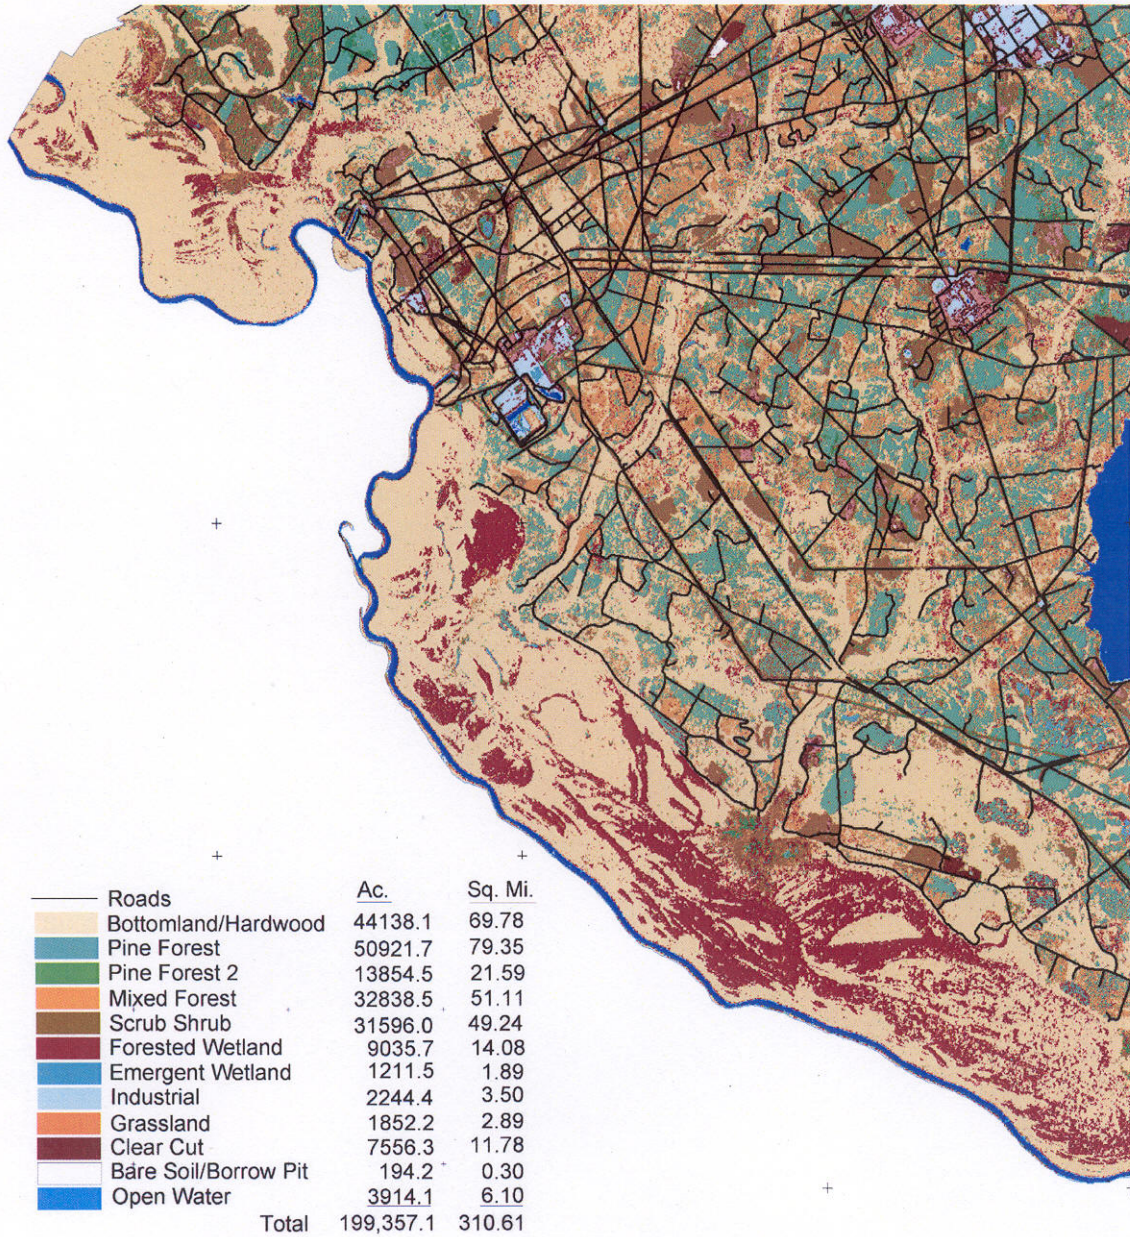 Ac. Sq. Mi.
Roads
Bottomland/Hardwood 44138.1 69.78
Pine Forest 50921.7 79.35
Pine Forest 2 13854.5 21.59
Mixed Forest 32838.5 51.11
Scrub Shrub 31596.0 49.24
Forested Wetland 9035.7 14.08
Emergent Wetland 1211.5 1.89
Industrial 2244.4 3.50
Grassland 1852.2 2.89
Clear Cut 7556.3 11.78
Bare Soil/Borrow Pit 194.2 0.30
Open Water 3914.1 6.10
Total 199,357.1 310.61